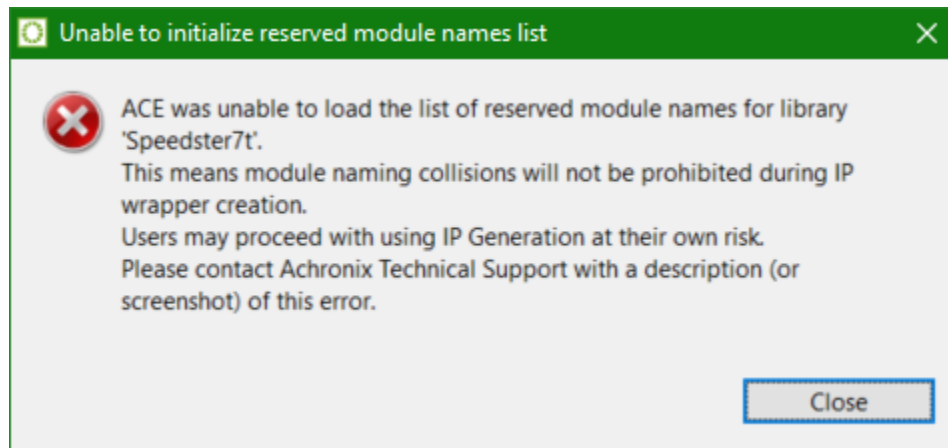 Unable to initialize reserved module names list
ACE was unable to load the list of reserved module names for library
'Speedster7t'.
This means module naming collisions will not be prohibited during IP
wrapper creation.
Users may proceed with using IP Generation at their own risk.
Please contact Achronix Technical Support with a description (or
screenshot) of this error.
Close